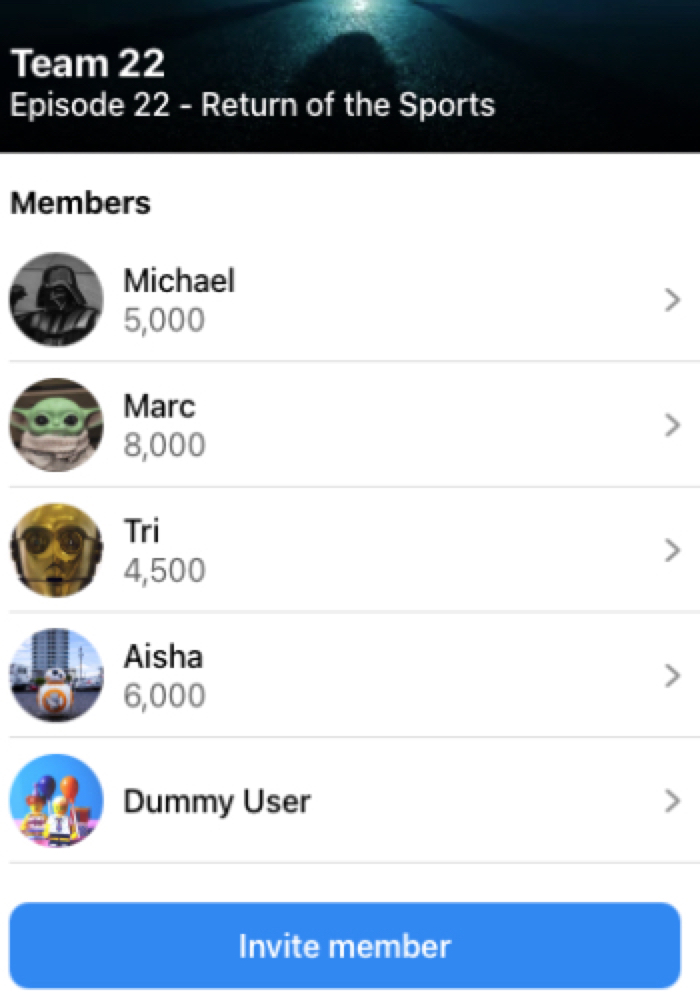 Team 22
Episode 22 - Return of the Sports
Members
Michael
5,000
Marc
8,000
Tri
4,500
Aisha
6,000
Dummy User
Invite member